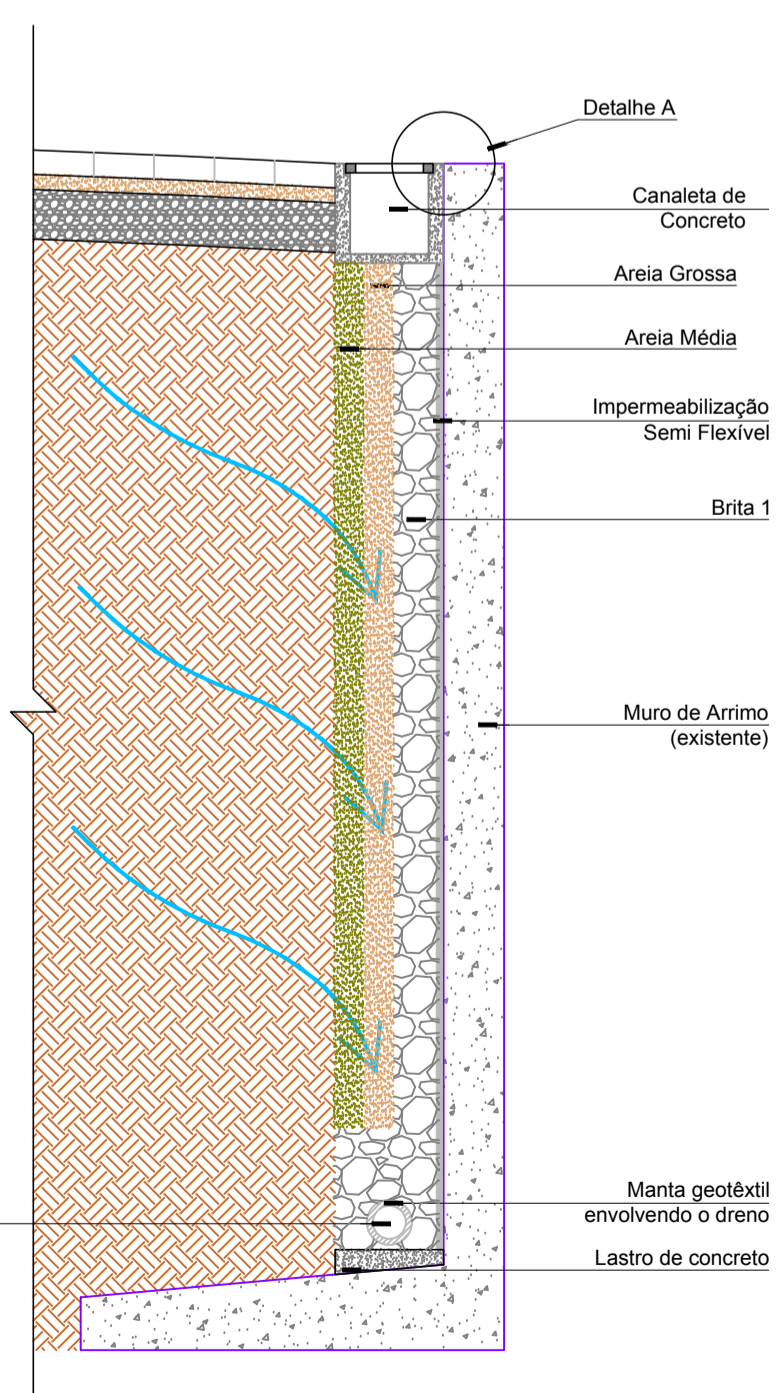 Detalhe A
Canaleta de
Concreto
Areia Grossa
Areia Média
Impermeabilização
Semi Flexível
Brita 1
Muro de Arrimo
(existente)
Manta geotêxtil
envolvendo o dreno
Lastro de concreto